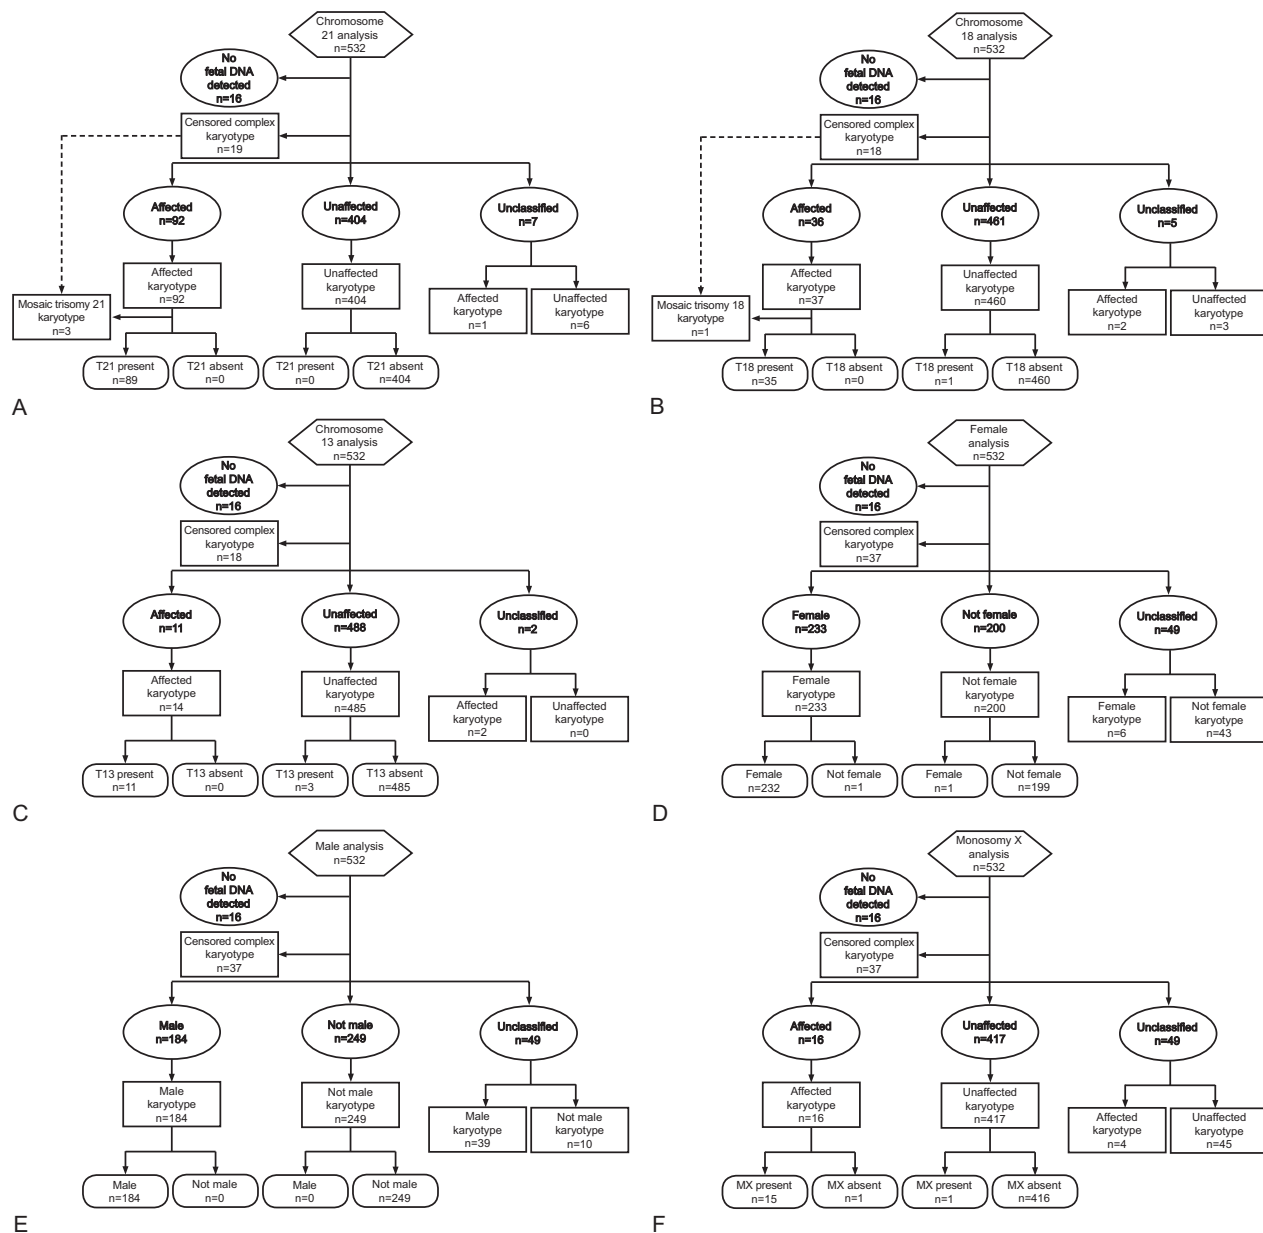 Chromosome
21 analysis
n=532
No
fetal DNA
detected
n=16
Censored complex
karyotype
n=19
Affected
n=92
Unaffected
n=404
Unclassified
n=7
Affected
karyotype
n=92
Unaffected
karyotype
n=404
Affected
karyotype
n=1
Unaffected
karyotype
n=6
Mosaic trisomy 21
karyotype
n=3
T21 present
n=89
T21 absent
n=0
T21 present
n=0
T21 absent
n=404
A
Chromosome
18 analysis
n=532
No
fetal DNA
detected
n=16
Censored complex
karyotype
n=18
Affected
n=36
Unaffected
n=461
Unclassified
n=5
Affected
karyotype
n=37
Unaffected
karyotype
n=460
Affected
karyotype
n=2
Unaffected
karyotype
n=3
Mosaic trisomy 18
karyotype
n=1
T18 present
n=35
T18 absent
n=0
T18 present
n=1
T18 absent
n=460
B
Chromosome
13 analysis
n=532
No
fetal DNA
detected
n=16
Censored complex
karyotype
n=18
Affected
n=11
Unaffected
n=488
Unclassified
n=2
Affected
karyotype
n=14
Unaffected
karyotype
n=485
Affected
karyotype
n=2
Unaffected
karyotype
n=0
T13 present
n=11
T13 absent
n=0
T13 present
n=3
T13 absent
n=485
C
Female
analysis
n=532
No
fetal DNA
detected
n=16
Censored complex
karyotype
n=37
Female
n=233
Not female
n=200
Unclassified
n=49
Female
karyotype
n=233
Not female
karyotype
n=200
Female
karyotype
n=6
Not female
karyotype
n=43
Female
n=232
Not female
n=1
Female
n=1
Not female
n=199
D
Male analysis
n=532
No
fetal DNA
detected
n=16
Censored complex
karyotype
n=37
Male
n=184
Not male
n=249
Unclassified
n=49
Male
karyotype
n=184
Not male
karyotype
n=249
Male
karyotype
n=39
Not male
karyotype
n=10
Male
n=184
Not male
n=0
Male
n=0
Not male
n=249
E
Monosomy X
analysis
n=532
No
fetal DNA
detected
n=16
Censored complex
karyotype
n=37
Affected
n=16
Unaffected
n=417
Unclassified
n=49
Affected
karyotype
n=16
Unaffected
karyotype
n=417
Affected
karyotype
n=4
Unaffected
karyotype
n=45
MX present
n=15
MX absent
n=1
MX present
n=1
MX absent
n=416
F